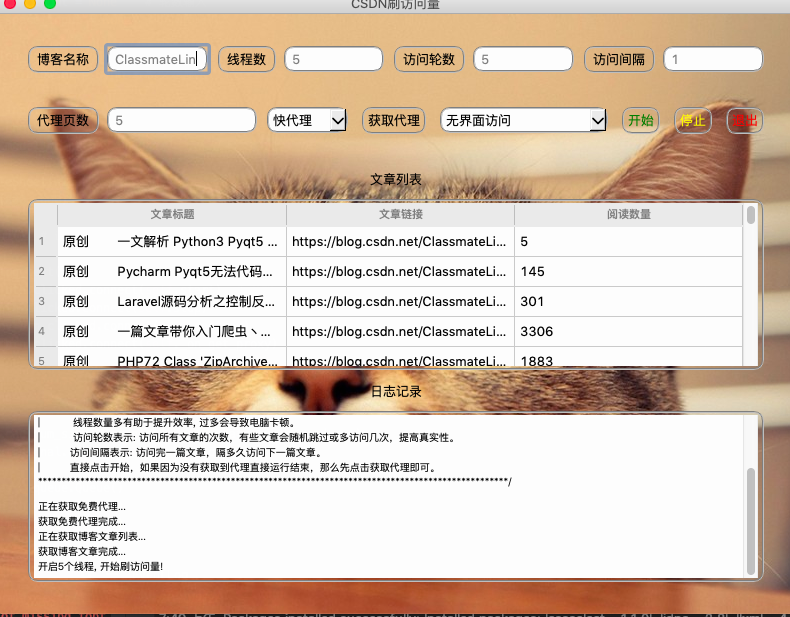 CSDN刷访问量
博客名称 ClassmateLin 线程数 5 访问轮数 5 访问间隔 1
代理页数 5 快代理 获取代理 无界面访问 开始 停止 退出
文章列表
文章标题 文章链接 阅读数量
1 原创 一文解析 Python3 Pyqt5 ... https://blog.csdn.net/ClassmateLi... 5
2 原创 Pycharm Pyqt5无法代码... https://blog.csdn.net/ClassmateLi... 145
3 原创 Laravel源码分析之控制反... https://blog.csdn.net/ClassmateLi... 301
4 原创 一篇文章带你入门爬虫丶... https://blog.csdn.net/ClassmateLi... 3306
5 原创 PHP72 Class 'ZipArchive... https://blog.csdn.net/ClassmateLi... 1883
日志记录
| 线程数量多有助于提升效率, 过多会导致电脑卡顿。
| 访问轮数表示: 访问所有文章的次数，有些文章会随机跳过或多访问几次，提高真实性。
| 访问间隔表示: 访问完一篇文章，隔多久访问下一篇文章。
| 直接点击开始，如果因为没有获取到代理直接运行结束，那么先点击获取代理即可。
正在获取免费代理...
获取免费代理完成...
正在获取博客文章列表...
获取博客文章完成...
开启5个线程, 开始刷访问量!